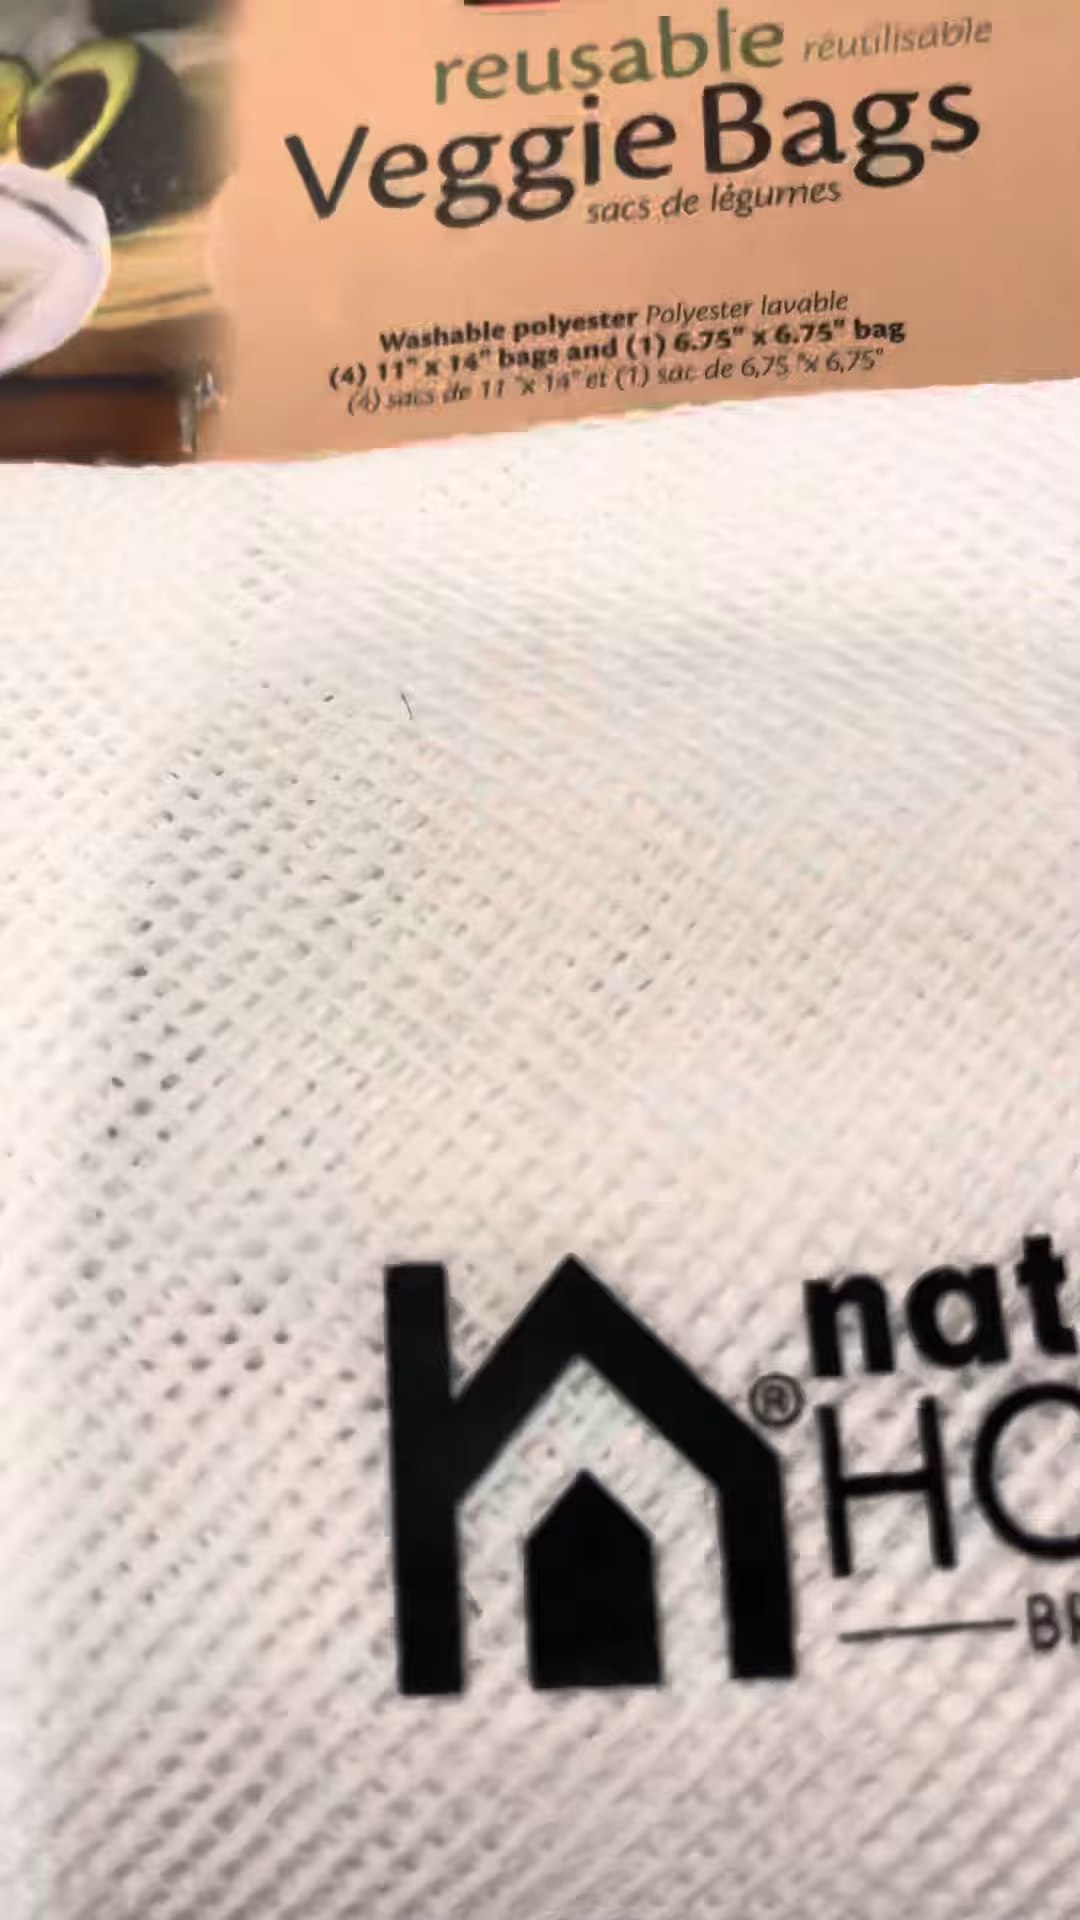 reusable réutilisable
Veggie Bags
sacs de légumes
Washable polyester Polyester lavable
(4) 11" x 14" bags and (1) 6.75" x 6.75" bag
(4) sacs de 11 "x 14" et (1) sac de 6,75 "x 6,75"
nat
®
HO
BR